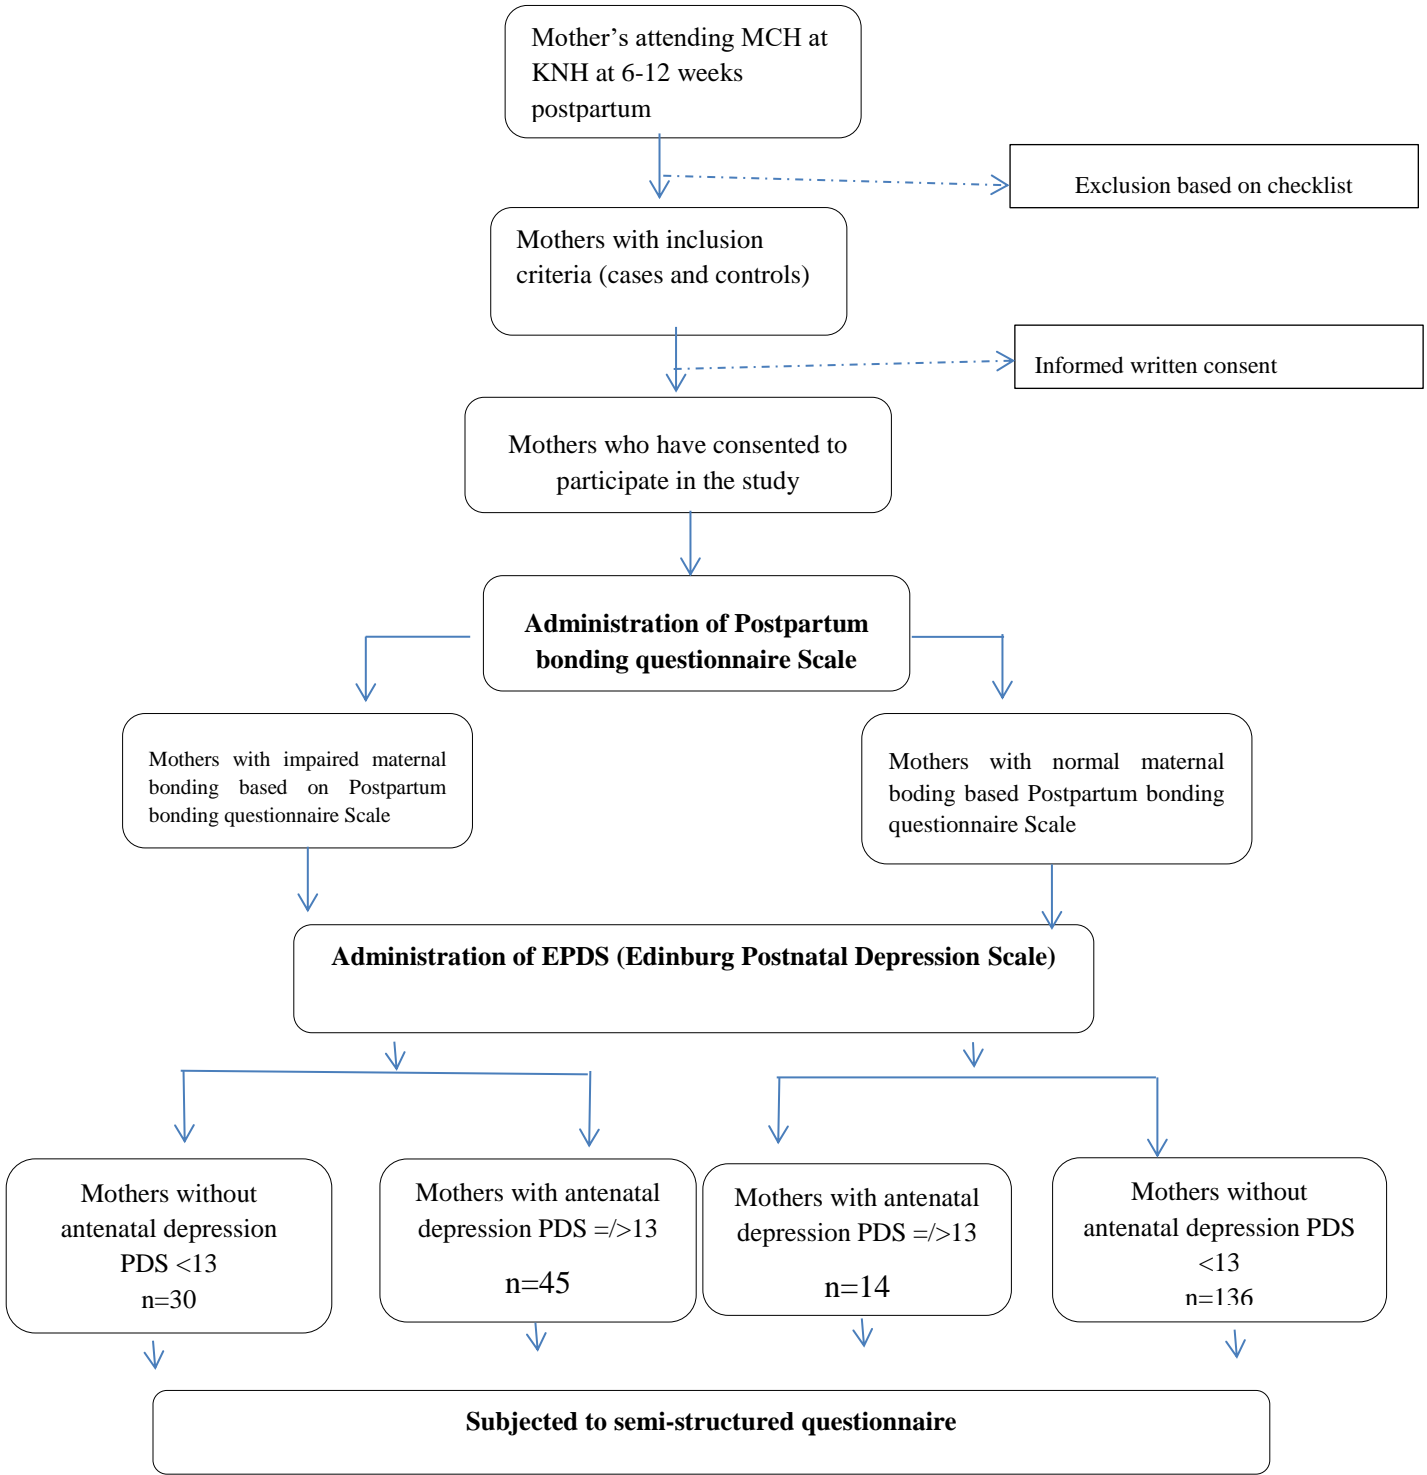 Mother’s attending MCH at
KNH at 6-12 weeks
postpartum
Exclusion based on checklist
Mothers with inclusion
criteria (cases and controls)
Informed written consent
Mothers who have consented to
participate in the study
Administration of Postpartum
bonding questionnaire Scale
Mothers with impaired maternal
bonding based on Postpartum
bonding questionnaire Scale
Mothers with normal maternal
boding based Postpartum bonding
questionnaire Scale
Administration of EPDS (Edinburg Postnatal Depression Scale)
Mothers without
antenatal depression
PDS <13
n=30
Mothers with antenatal
depression PDS =/>13
n=45
Mothers with antenatal
depression PDS =/>13
n=14
Mothers without
antenatal depression PDS
<13
n=136
Subjected to semi-structured questionnaire